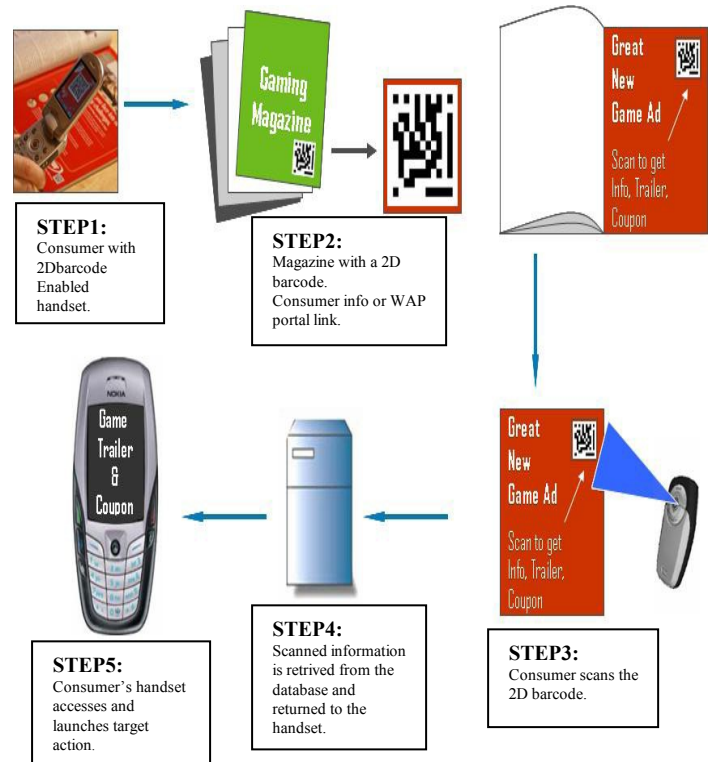 STEP1:
Consumer with
2Dbarcode
Enabled
handset.
Gaming
Magazine
STEP2:
Magazine with a 2D
barcode.
Consumer info or WAP
portal link.
Great
New
Game Ad
Scan to get
Info, Trailer,
Coupon
Great
New
Game Ad
Scan to get
Info, Trailer,
Coupon
STEP3:
Consumer scans the
2D barcode.
STEP4:
Scanned information
is retrived from the
database and
returned to the
handset.
NOKIA
Game
Trailer
&
Coupon
STEP5:
Consumer's handset
accesses and
launches target
action.